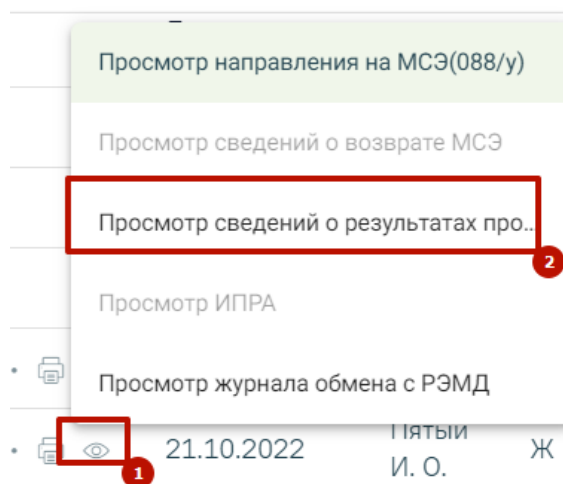 Просмотр направления на МСЭ(088/у)
Просмотр сведений о возврате МСЭ
Просмотр сведений о результатах про...
2
Просмотр ИПРА
Просмотр журнала обмена с РЭМД
21.10.2022
Пятый
И. О.
Ж
1